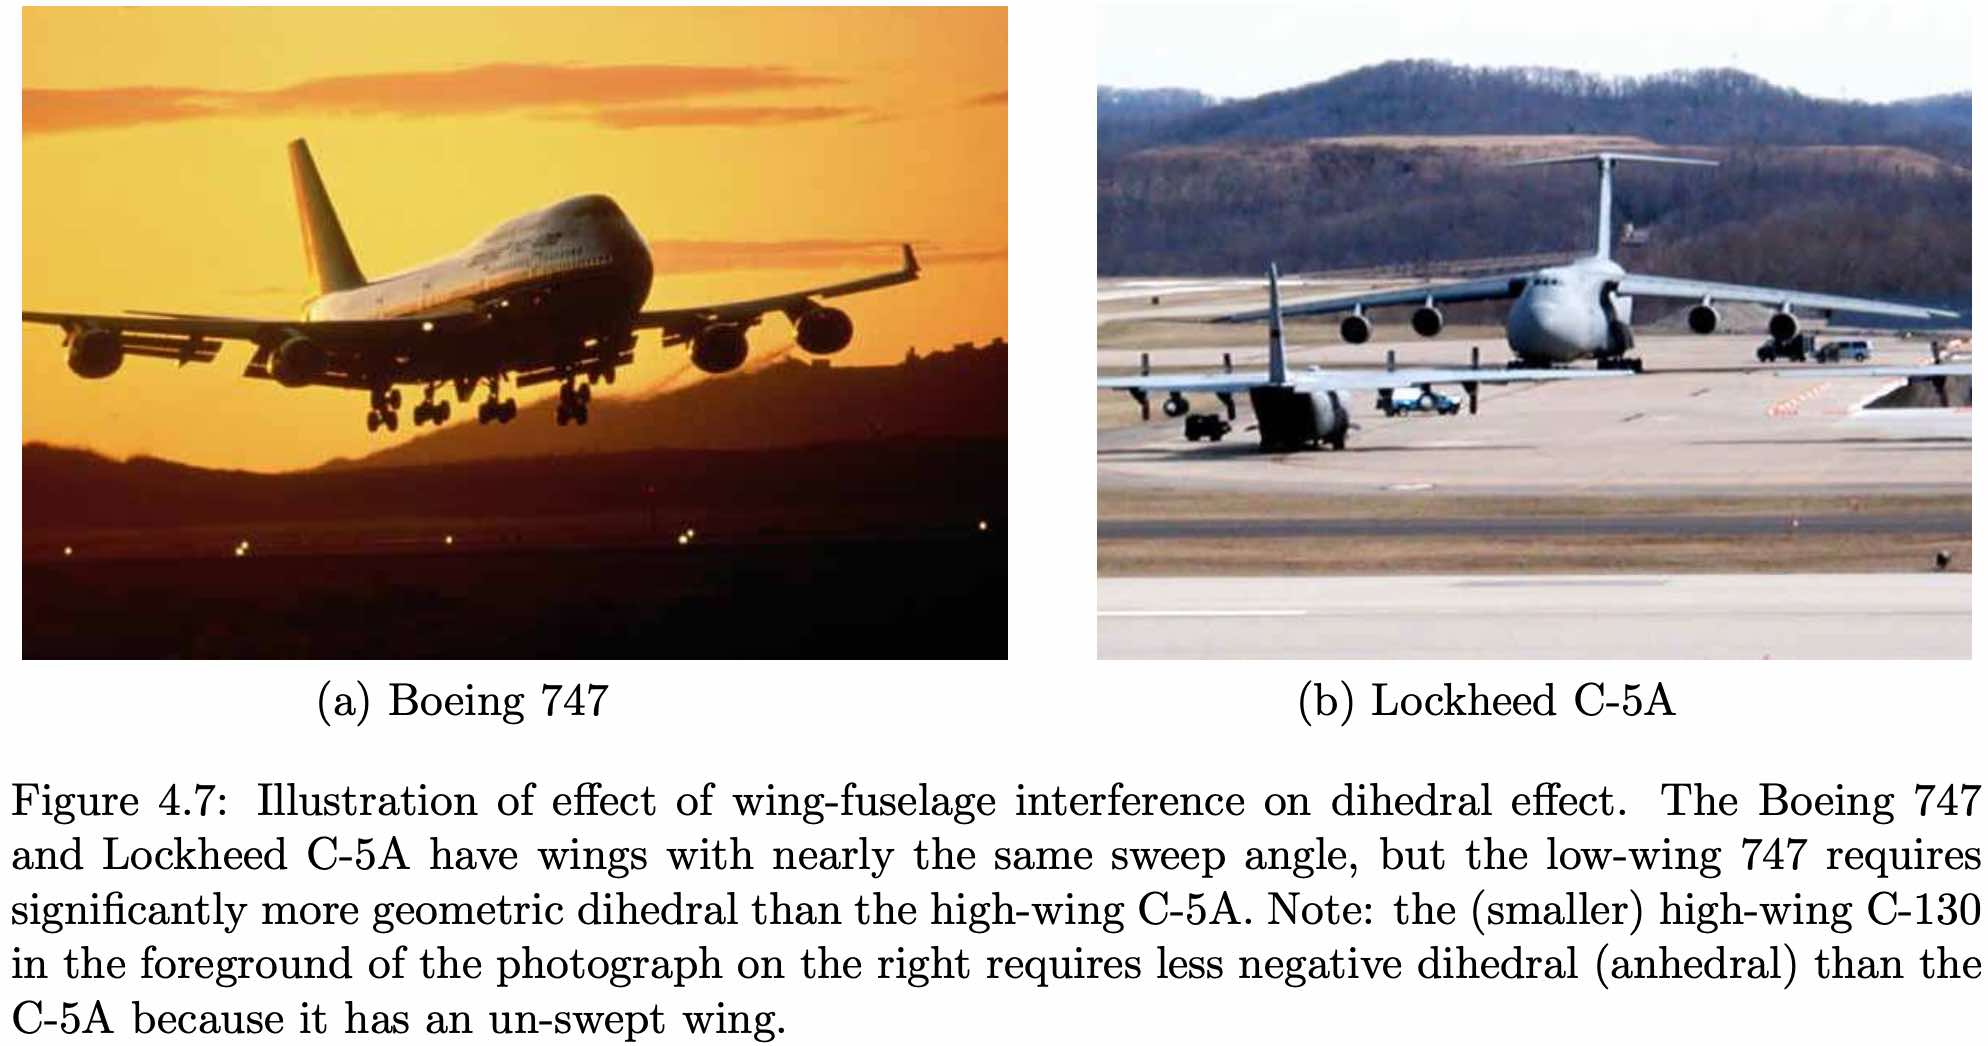 (a) Boeing 747
(b) Lockheed C-5A
Figure 4.7: Illustration of effect of wing-fuselage interference on dihedral effect. The Boeing 747
and Lockheed C-5A have wings with nearly the same sweep angle, but the low-wing 747 requires
significantly more geometric dihedral than the high-wing C-5A. Note: the (smaller) high-wing C-130
in the foreground of the photograph on the right requires less negative dihedral (anhedral) than the
C-5A because it has an un-swept wing.